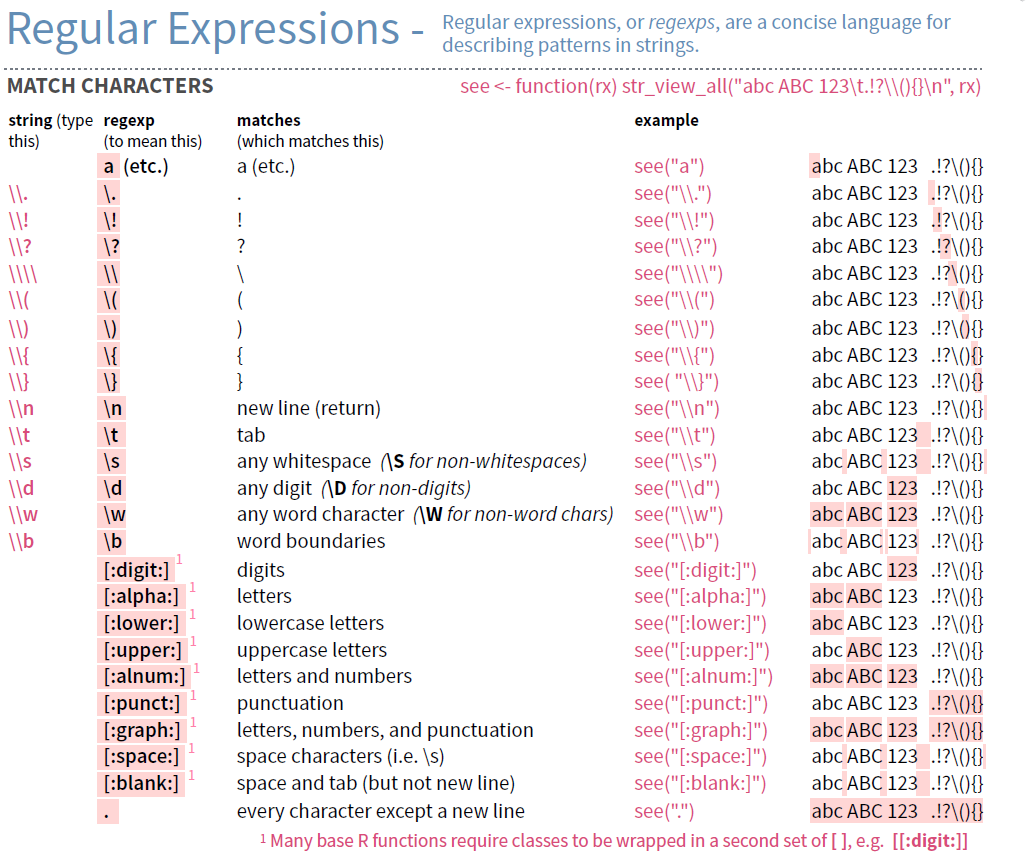 Regular Expressions - Regular expressions, or regexps, are a concise language for
describing patterns in strings.
MATCH CHARACTERS see <- function(rx) str_view_all("abc ABC 123\t.!?\\(){}\n", rx)
string (type this) regexp (to mean this) matches (which matches this) example
a (etc.) a (etc.) see("a") abc ABC 123 .!?\(){}
\\. \. . see("\\.") abc ABC 123 .!?\(){}
\\! \! ! see("\\!") abc ABC 123 .!?\(){}
\\? \? ? see("\\?") abc ABC 123 .!?\(){}
\\\\ \\ \ see("\\\\") abc ABC 123 .!?\(){}
\\( \( ( see("\\(") abc ABC 123 .!?\(){}
\\) \) ) see("\\)") abc ABC 123 .!?\(){}
\\{ \{ { see("\\{") abc ABC 123 .!?\(){}
\\} \} } see( "\\}") abc ABC 123 .!?\(){}
\\n \n new line (return) see("\\n") abc ABC 123 .!?\(){}
\\t \t tab see("\\t") abc ABC 123 .!?\(){}
\\s \s any whitespace (\S for non-whitespaces) see("\\s") abc ABC 123 .!?\(){}
\\d \d any digit (\D for non-digits) see("\\d") abc ABC 123 .!?\(){}
\\w \w any word character (\W for non-word chars) see("\\w") abc ABC 123 .!?\(){}
\\b \b word boundaries see("\\b") abc ABC 123 .!?\(){}
[:digit:] 1 digits see("[:digit:]") abc ABC 123 .!?\(){}
[:alpha:] 1 letters see("[:alpha:]") abc ABC 123 .!?\(){}
[:lower:] 1 lowercase letters see("[:lower:]") abc ABC 123 .!?\(){}
[:upper:] 1 uppercase letters see("[:upper:]") abc ABC 123 .!?\(){}
[:alnum:] 1 letters and numbers see("[:alnum:]") abc ABC 123 .!?\(){}
[:punct:] 1 punctuation see("[:punct:]") abc ABC 123 .!?\(){}
[:graph:] 1 letters, numbers, and punctuation see("[:graph:]") abc ABC 123 .!?\(){}
[:space:] 1 space characters (i.e. \s) see("[:space:]") abc ABC 123 .!?\(){}
[:blank:] 1 space and tab (but not new line) see("[:blank:]") abc ABC 123 .!?\(){}
. every character except a new line see(".") abc ABC 123 .!?\(){}
1 Many base R functions require classes to be wrapped in a second set of [ ], e.g. [[:digit:]]